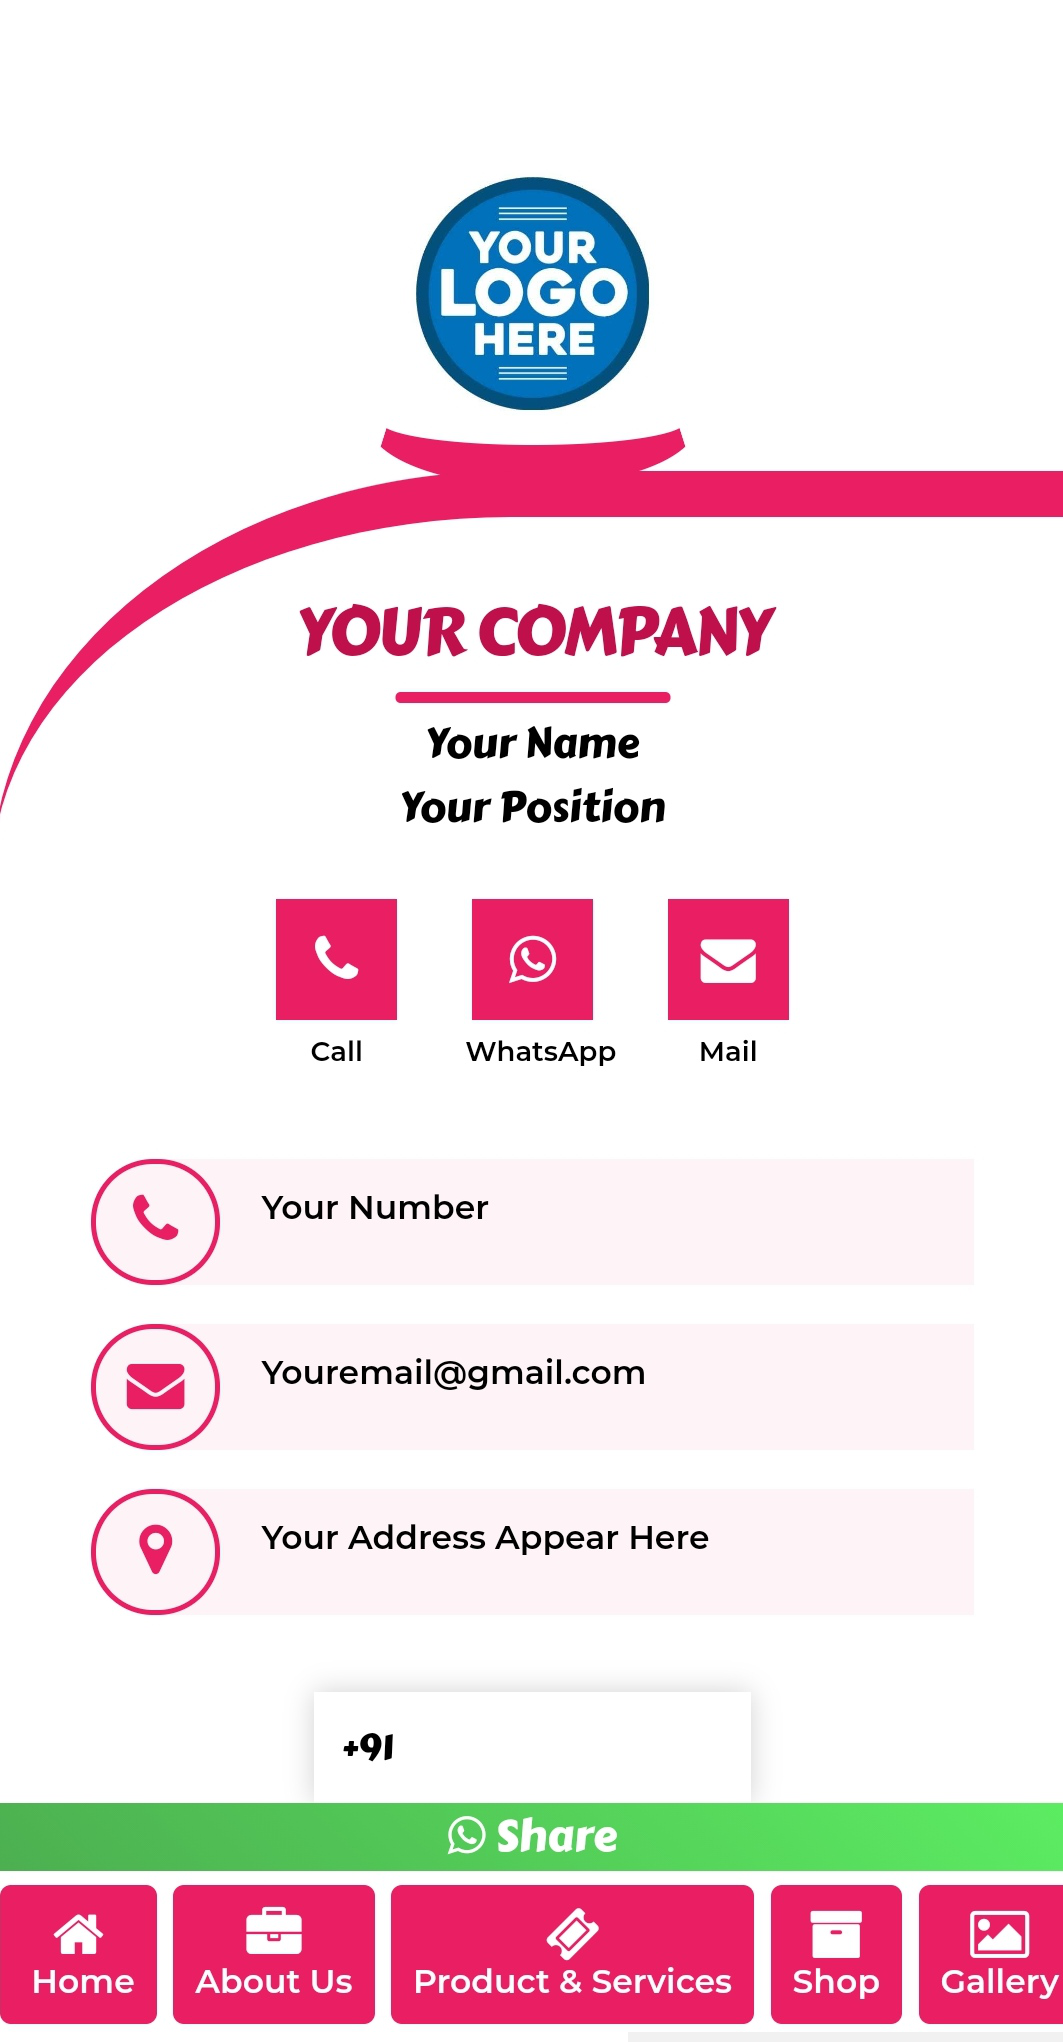 YOUR
LOGO
HERE
YOUR COMPANY
Your Name
Your Position
Call WhatsApp Mail
Your Number
Youremail@gmail.com
Your Address Appear Here
+91
Share
Home About Us Product & Services Shop Gallery